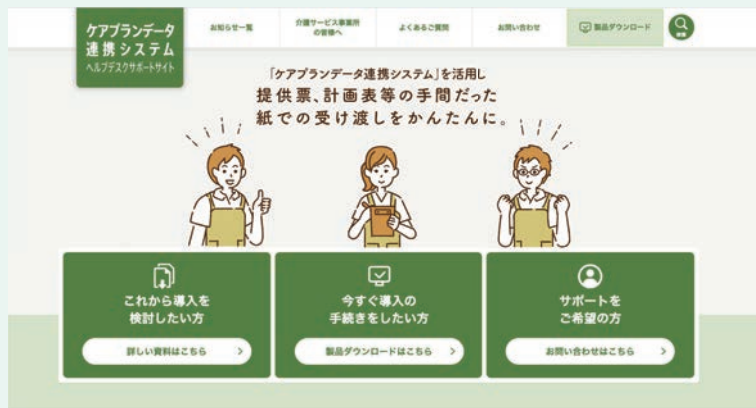 ケアプランデータ
連携システム
ヘルプデスクサポートサイト
お知らせ一覧
介護サービス事業所
の皆様へ
よくあるご質問
お問い合わせ
製品ダウンロード
検索
「ケアプランデータ連携システム」を活用し
提供票、計画表等の手間だった
紙での受け渡しをかんたんに。
これから導入を
検討したい方
詳しい資料はこちら
今すぐ導入の
手続きをしたい方
製品ダウンロードはこちら
サポートを
ご希望の方
お問い合わせはこちら